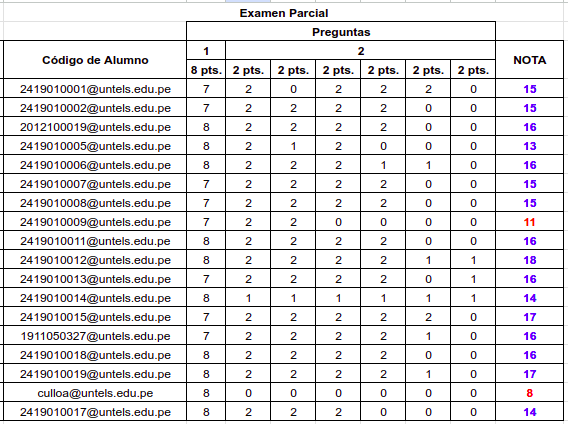 Examen Parcial
Preguntas
Código de Alumno 1 2 NOTA
8 pts. 2 pts. 2 pts. 2 pts. 2 pts. 2 pts. 2 pts.
2419010001@untels.edu.pe 7 2 0 2 2 2 0 15
2419010002@untels.edu.pe 7 2 2 2 2 0 0 15
2012100019@untels.edu.pe 8 2 2 2 2 0 0 16
2419010005@untels.edu.pe 8 2 1 2 0 0 0 13
2419010006@untels.edu.pe 8 2 2 2 1 1 0 16
2419010007@untels.edu.pe 7 2 2 2 2 0 0 15
2419010008@untels.edu.pe 7 2 2 2 2 0 0 15
2419010009@untels.edu.pe 7 2 2 0 0 0 0 11
2419010011@untels.edu.pe 8 2 2 2 2 0 0 16
2419010012@untels.edu.pe 8 2 2 2 2 1 1 18
2419010013@untels.edu.pe 7 2 2 2 2 0 1 16
2419010014@untels.edu.pe 8 1 1 1 1 1 1 14
2419010015@untels.edu.pe 7 2 2 2 2 2 0 17
1911050327@untels.edu.pe 7 2 2 2 2 1 0 16
2419010018@untels.edu.pe 8 2 2 2 2 0 0 16
2419010019@untels.edu.pe 8 2 2 2 2 1 0 17
culloa@untels.edu.pe 8 0 0 0 0 0 0 8
2419010017@untels.edu.pe 8 2 2 2 0 0 0 14